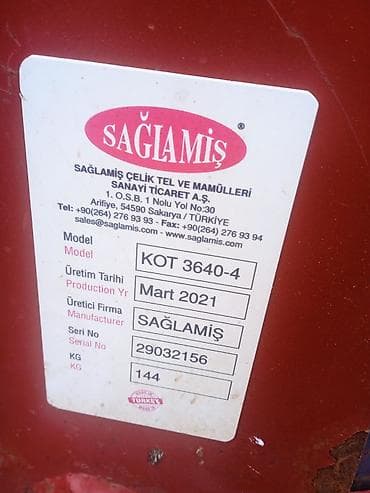 SAĞLAMİŞ ®
SAĞLAMİŞ ÇELİK TEL VE MAMÜLLERİ
SANAYİ TİCARET A.Ş.
1. O.S.B. 1 Nolu Yol No:30
Arifiye, 54590 Sakarya / TÜRKİYE
Tel: +90(264) 276 93 93 - Fax: +90(264) 276 93 94
sales@saglamis.com - www.saglamis.com
Model
Model KOT 3640-4
Üretim Tarihi
Production Yr Mart 2021
Üretici Firma
Manufacturer SAĞLAMİŞ
Seri No
Serial No 29032156
KG
KG 144
TURKEY